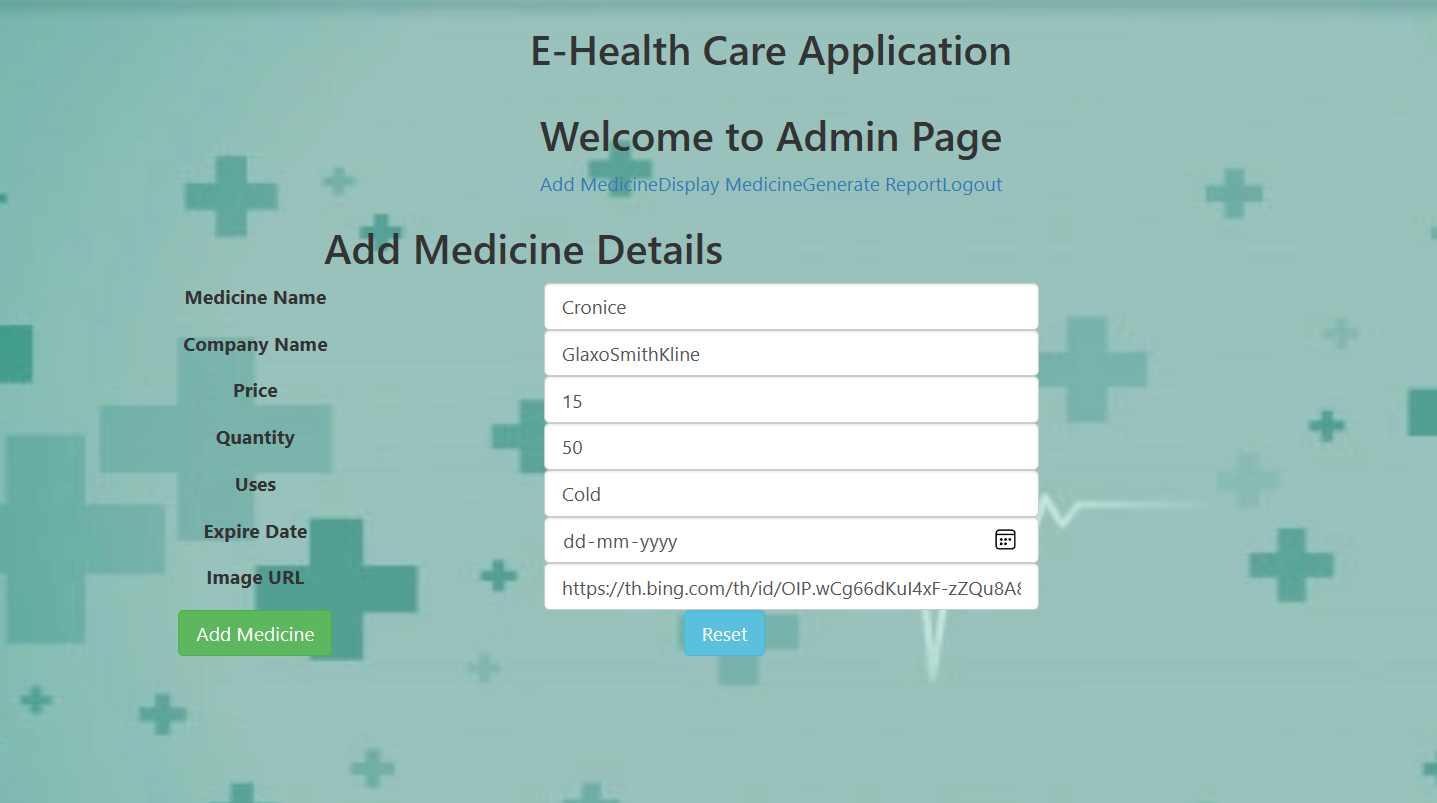 E-Health Care Application
Welcome to Admin Page
Add MedicineDisplay MedicineGenerate ReportLogout
Add Medicine Details
Medicine Name Cronice
Company Name GlaxoSmithKline
Price 15
Quantity 50
Uses Cold
Expire Date dd-mm-yyyy
Image URL https://th.bing.com/th/id/OIP.wCg66dKuI4xF-zZQu8A8
Add Medicine Reset